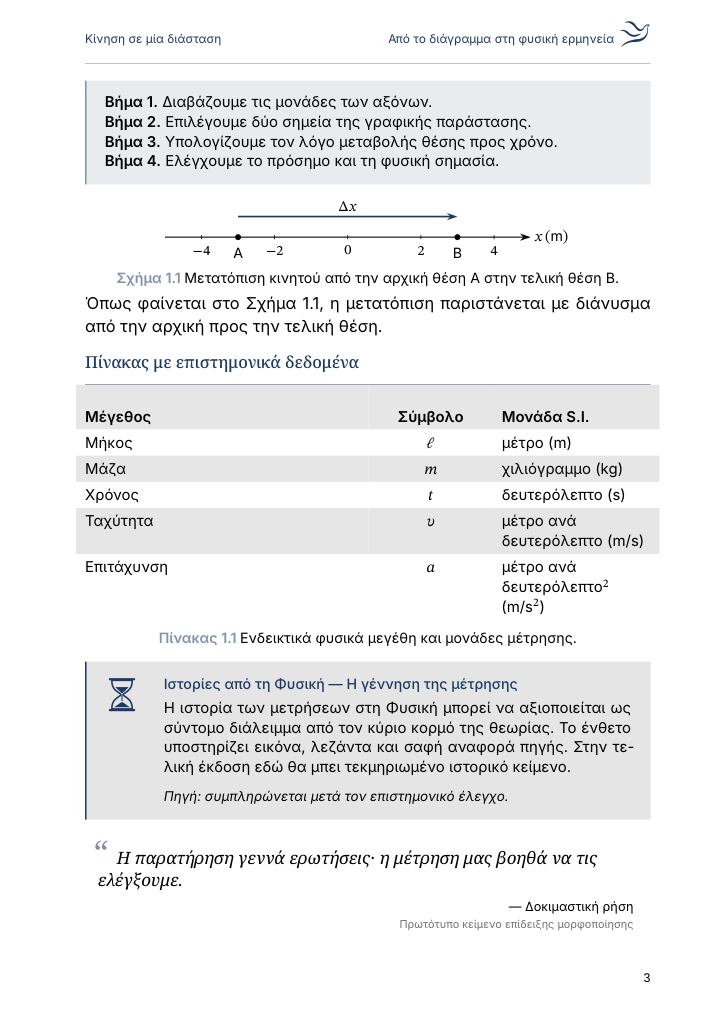 Κίνηση σε μία διάσταση
Από το διάγραμμα στη φυσική ερμηνεία
Βήμα 1. Διαβάζουμε τις μονάδες των αξόνων.
Βήμα 2. Επιλέγουμε δύο σημεία της γραφικής παράστασης.
Βήμα 3. Υπολογίζουμε τον λόγο μεταβολής θέσης προς χρόνο.
Βήμα 4. Ελέγχουμε το πρόσημο και τη φυσική σημασία.
Δx
x (m)
−4 A −2 0 2 B 4
Σχήμα 1.1 Μετατόπιση κινητού από την αρχική θέση Α στην τελική θέση Β.
Όπως φαίνεται στο Σχήμα 1.1, η μετατόπιση παριστάνεται με διάνυσμα
από την αρχική προς την τελική θέση.
Πίνακας με επιστημονικά δεδομένα
Μέγεθος Σύμβολο Μονάδα S.I.
Μήκος ℓ μέτρο (m)
Μάζα m χιλιόγραμμο (kg)
Χρόνος t δευτερόλεπτο (s)
Ταχύτητα υ μέτρο ανά
δευτερόλεπτο (m/s)
Επιτάχυνση a μέτρο ανά
δευτερόλεπτο²
(m/s²)
Πίνακας 1.1 Ενδεικτικά φυσικά μεγέθη και μονάδες μέτρησης.
Ιστορίες από τη Φυσική — Η γέννηση της μέτρησης
Η ιστορία των μετρήσεων στη Φυσική μπορεί να αξιοποιείται ως
σύντομο διάλειμμα από τον κύριο κορμό της θεωρίας. Το ένθετο
υποστηρίζει εικόνα, λεζάντα και σαφή αναφορά πηγής. Στην τε-
λική έκδοση εδώ θα μπει τεκμηριωμένο ιστορικό κείμενο.
Πηγή: συμπληρώνεται μετά τον επιστημονικό έλεγχο.
“ Η παρατήρηση γεννά ερωτήσεις· η μέτρηση μας βοηθά να τις
ελέγξουμε.
— Δοκιμαστική ρήση
Πρωτότυπο κείμενο επίδειξης μορφοποίησης
3